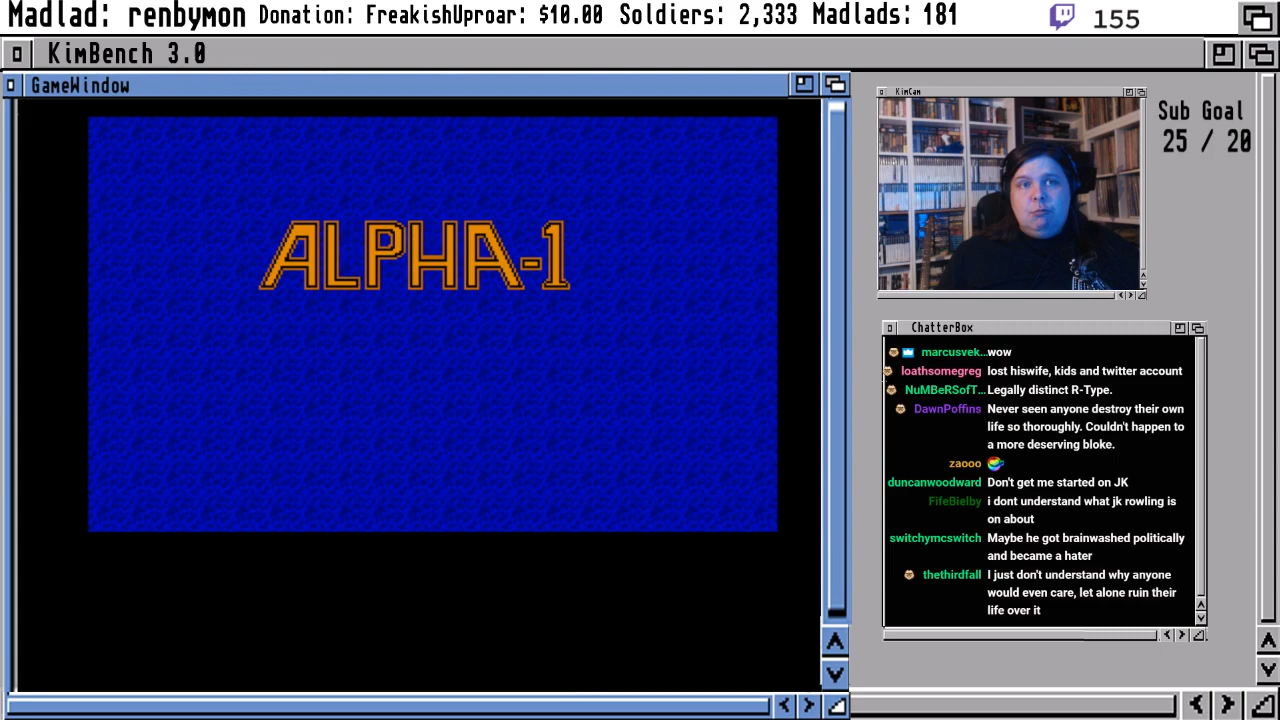 Madlad: renbymon Donation: FreakishUproar: $10.00 Soldiers: 2,333 Madlads: 181 155
KimBench 3.0
GameWindow
ALPHA-1
KimCam
Sub Goal
25 / 20
ChatterBox
marcusvek... wow
loathsomegreg lost hiswife, kids and twitter account
NuMBeRSofT... Legally distinct R-Type.
DawnPoffins Never seen anyone destroy their own
life so thoroughly. Couldn't happen to
a more deserving bloke.
zaooo
duncanwoodward Don't get me started on JK
FifeBielby i dont understand what jk rowling is
on about
switchymcswitch Maybe he got brainwashed politically
and became a hater
thethirdfall I just don't understand why anyone
would even care, let alone ruin their
life over it